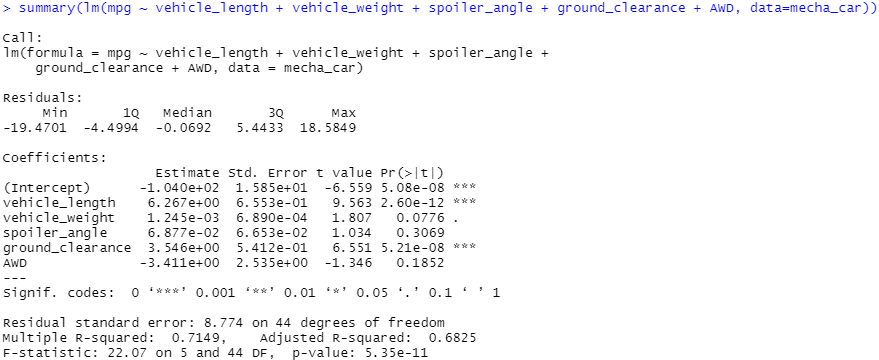 > summary(lm(mpg ~ vehicle_length + vehicle_weight + spoiler_angle + ground_clearance + AWD, data=mecha_car))
Call:
lm(formula = mpg ~ vehicle_length + vehicle_weight + spoiler_angle +
    ground_clearance + AWD, data = mecha_car)
Residuals:
     Min       1Q   Median       3Q      Max
-19.4701  -4.4994  -0.0692   5.4433  18.5849
Coefficients:
                   Estimate Std. Error t value Pr(>|t|)
(Intercept)      -1.040e+02  1.585e+01  -6.559 5.08e-08 ***
vehicle_length    6.267e+00  6.553e-01   9.563 2.60e-12 ***
vehicle_weight    1.245e-03  6.890e-04   1.807   0.0776 .
spoiler_angle     6.877e-02  6.653e-02   1.034   0.3069
ground_clearance  3.546e+00  5.412e-01   6.551 5.21e-08 ***
AWD              -3.411e+00  2.535e+00  -1.346   0.1852
---
Signif. codes:  0 ‘***’ 0.001 ‘**’ 0.01 ‘*’ 0.05 ‘.’ 0.1 ‘ ’ 1
Residual standard error: 8.774 on 44 degrees of freedom
Multiple R-squared:  0.7149,    Adjusted R-squared:  0.6825
F-statistic: 22.07 on 5 and 44 DF,  p-value: 5.35e-11